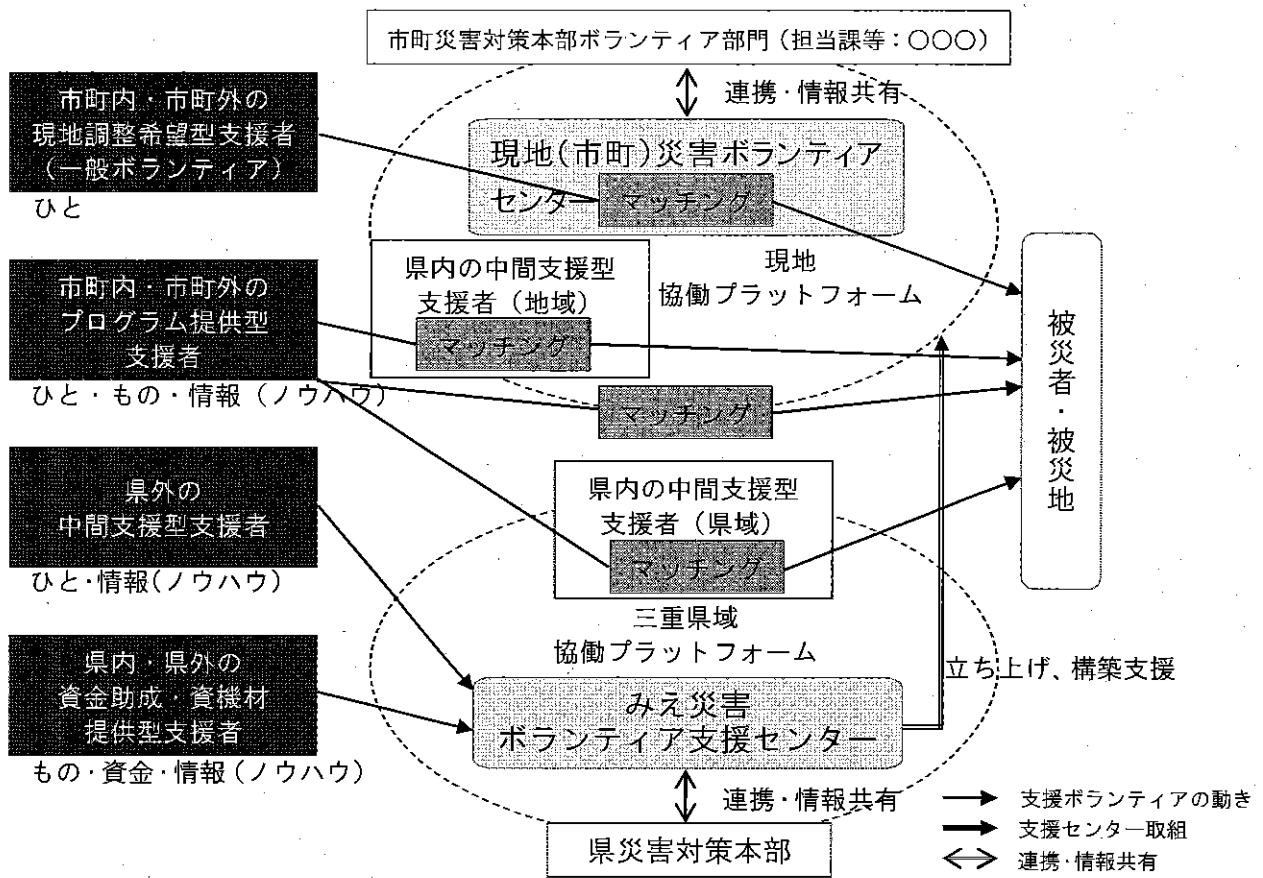 市町災害対策本部ボランティア部門（担当課等：○○○）
連携・情報共有
市町内・市町外の
現地調整希望型支援者
（一般ボランティア）
ひと
現地（市町）災害ボランティア
センター
マッチング
現地
協働プラットフォーム
市町内・市町外の
プログラム提供型
支援者
ひと・もの・情報（ノウハウ）
県内の中間支援型
支援者（地域）
マッチング
マッチング
被災者・被災地
県外の
中間支援型支援者
ひと・情報（ノウハウ）
県内の中間支援型
支援者（県域）
マッチング
三重県域
協働プラットフォーム
県内・県外の
資金助成・資機材
提供型支援者
もの・資金・情報（ノウハウ）
みえ災害
ボランティア支援センター
立ち上げ、構築支援
連携・情報共有
県災害対策本部
支援ボランティアの動き
支援センター取組
連携・情報共有